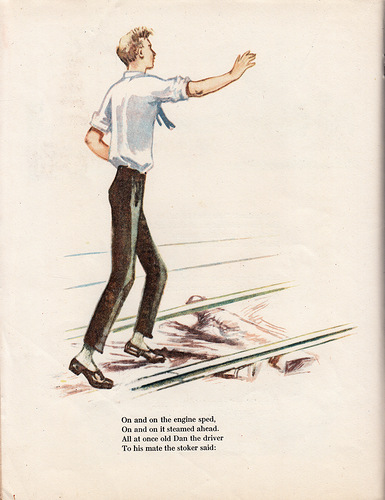 On and on the engine sped,
On and on it steamed ahead.
All at once old Dan the driver
To his mate the stoker said: